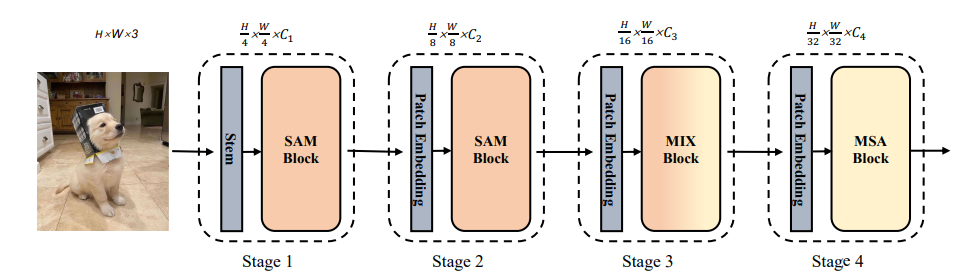 H×W×3
H/4×W/4×C₁
H/8×W/8×C₂
H/16×W/16×C₃
H/32×W/32×C₄
Stem
SAM
Block
Patch Embedding
SAM
Block
Patch Embedding
MIX
Block
Patch Embedding
MSA
Block
Stage 1
Stage 2
Stage 3
Stage 4